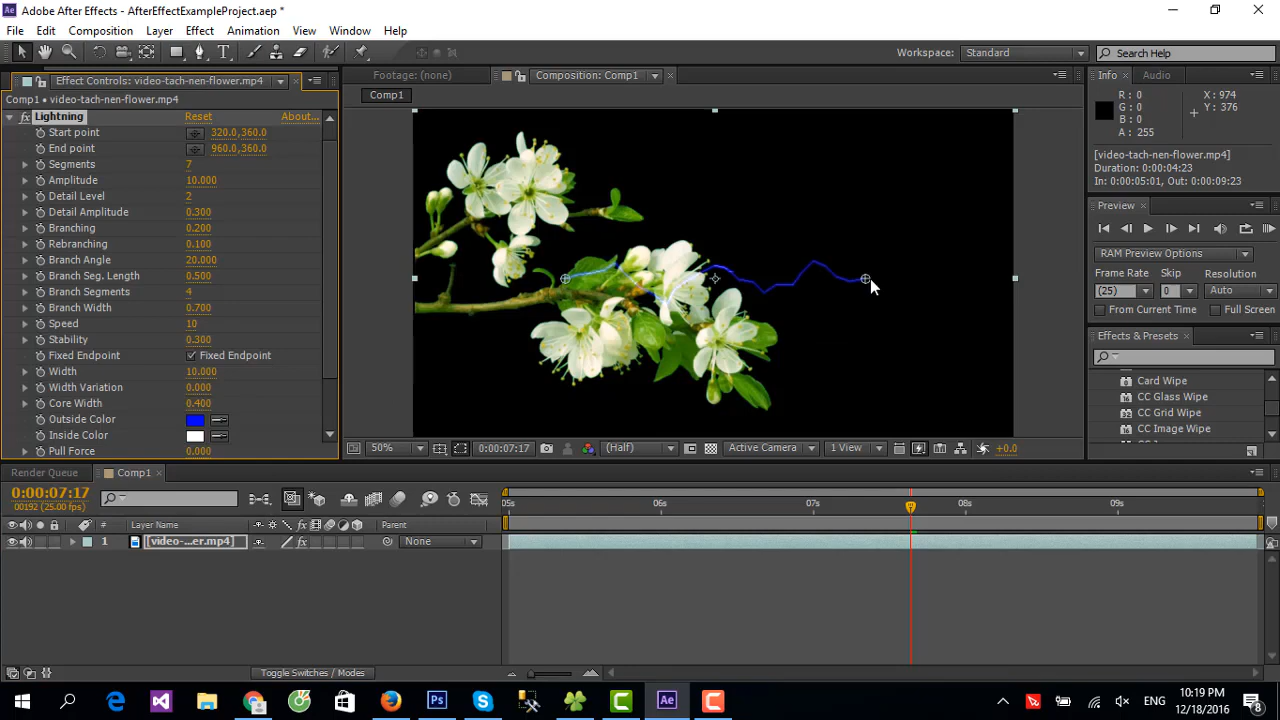 Adobe After Effects - AfterEffectExampleProject.aep *
File Edit Composition Layer Effect Animation View Window Help
Workspace: Standard Search Help
Effect Controls: video-tach-nen-flower.mp4
Footage: (none) Composition: Comp1 Info Audio
Comp1 • video-tach-nen-flower.mp4 Comp1
fx Lightning Reset About...
Start point 320.0,360.0
End point 960.0,360.0
Segments 7
Amplitude 10.000
Detail Level 2
Detail Amplitude 0.300
Branching 0.200
Rebranching 0.100
Branch Angle 20.000
Branch Seg. Length 0.500
Branch Segments 4
Branch Width 0.700
Speed 10
Stability 0.300
Fixed Endpoint Fixed Endpoint
Width 10.000
Width Variation 0.000
Core Width 0.400
Outside Color
Inside Color
Pull Force 0.000
R : 0 X : 974
G : 0 Y : 376
B : 0
A : 255
[video-tach-nen-flower.mp4]
Duration: 0:00:04:23
In: 0:00:05:01, Out: 0:00:09:23
Preview
RAM Preview Options
Frame Rate Skip Resolution
(25) 0 Auto
From Current Time Full Screen
Effects & Presets
Card Wipe
CC Glass Wipe
CC Grid Wipe
CC Image Wipe
50% 0:00:07:17 (Half) Active Camera 1 View +0.0
Render Queue Comp1
0:00:07:17
00192 (25.00 fps)
05s 06s 07s 08s 09s
# Layer Name fx Parent
1 [video-...er.mp4] fx None
Toggle Switches / Modes
Ps Ae
ENG 10:19 PM
12/18/2016 8